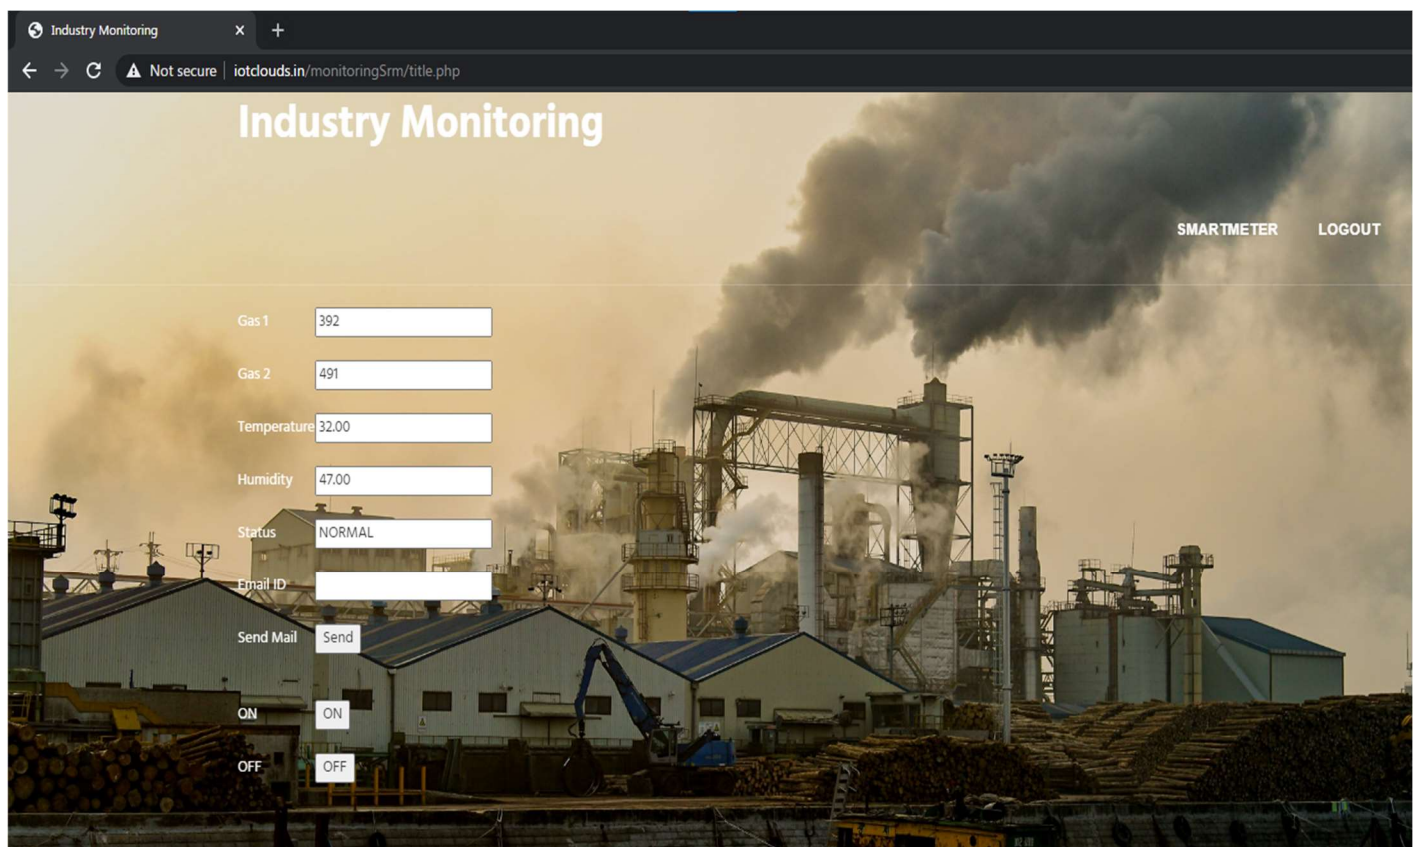 Industry Monitoring
Not secure iotclouds.in/monitoringSrm/title.php
Industry Monitoring
SMARTMETER LOGOUT
Gas 1 392
Gas 2 491
Temperature 32.00
Humidity 47.00
Status NORMAL
Email ID
Send Mail Send
ON ON
OFF OFF